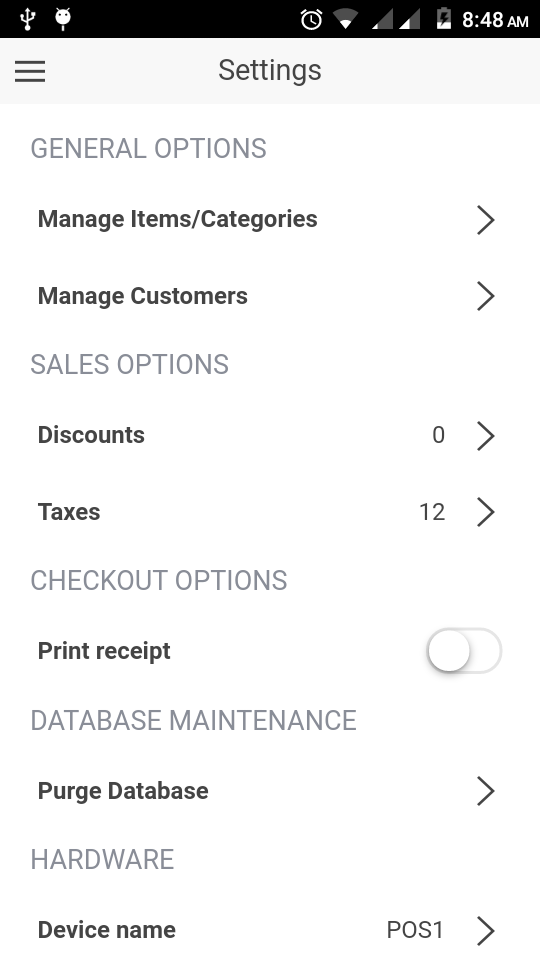 8:48 AM
Settings
GENERAL OPTIONS
Manage Items/Categories
Manage Customers
SALES OPTIONS
Discounts 0
Taxes 12
CHECKOUT OPTIONS
Print receipt
DATABASE MAINTENANCE
Purge Database
HARDWARE
Device name POS1